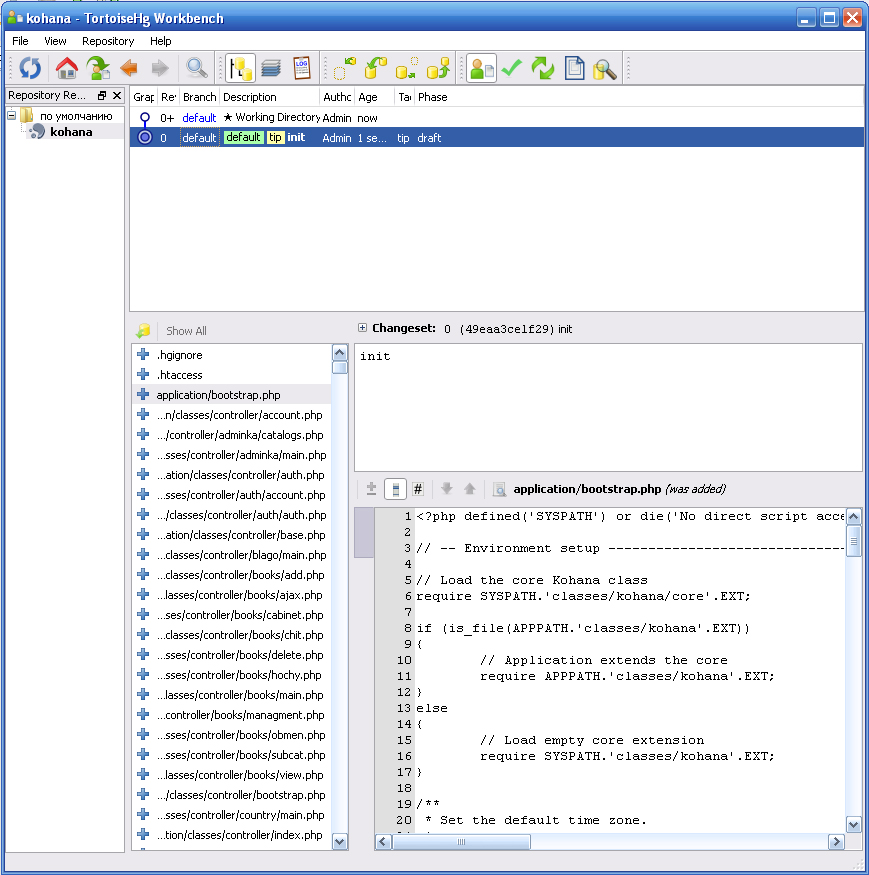 kohana - TortoiseHg Workbench
File View Repository Help
LOG
Repository Re...
по умолчанию
kohana
Grap Re Branch Description Autho Age Ta Phase
0+ default ★ Working Directory Admin now
0 default default tip init Admin 1 se... tip draft
Show All
.hgignore
.htaccess
application/bootstrap.php
...n/classes/controller/account.php
.../controller/adminka/catalogs.php
...sses/controller/adminka/main.php
...ation/classes/controller/auth.php
...sses/controller/auth/account.php
.../classes/controller/auth/auth.php
...ation/classes/controller/base.php
...classes/controller/blago/main.php
...classes/controller/books/add.php
...lasses/controller/books/ajax.php
...ses/controller/books/cabinet.php
...classes/controller/books/chit.php
...sses/controller/books/delete.php
...sses/controller/books/hochy.php
...lasses/controller/books/main.php
...controller/books/managment.php
...sses/controller/books/obmen.php
...sses/controller/books/subcat.php
...lasses/controller/books/view.php
.../classes/controller/bootstrap.php
...sses/controller/country/main.php
...tion/classes/controller/index.php
Changeset: 0 (49eaa3ce1f29) init
init
# application/bootstrap.php (was added)
1 <?php defined('SYSPATH') or die('No direct script acce
2
3 // -- Environment setup ------------------------------
4
5 // Load the core Kohana class
6 require SYSPATH.'classes/kohana/core'.EXT;
7
8 if (is_file(APPPATH.'classes/kohana'.EXT))
9 {
10 // Application extends the core
11 require APPPATH.'classes/kohana'.EXT;
12 }
13 else
14 {
15 // Load empty core extension
16 require SYSPATH.'classes/kohana'.EXT;
17 }
18
19 /**
20 * Set the default time zone.